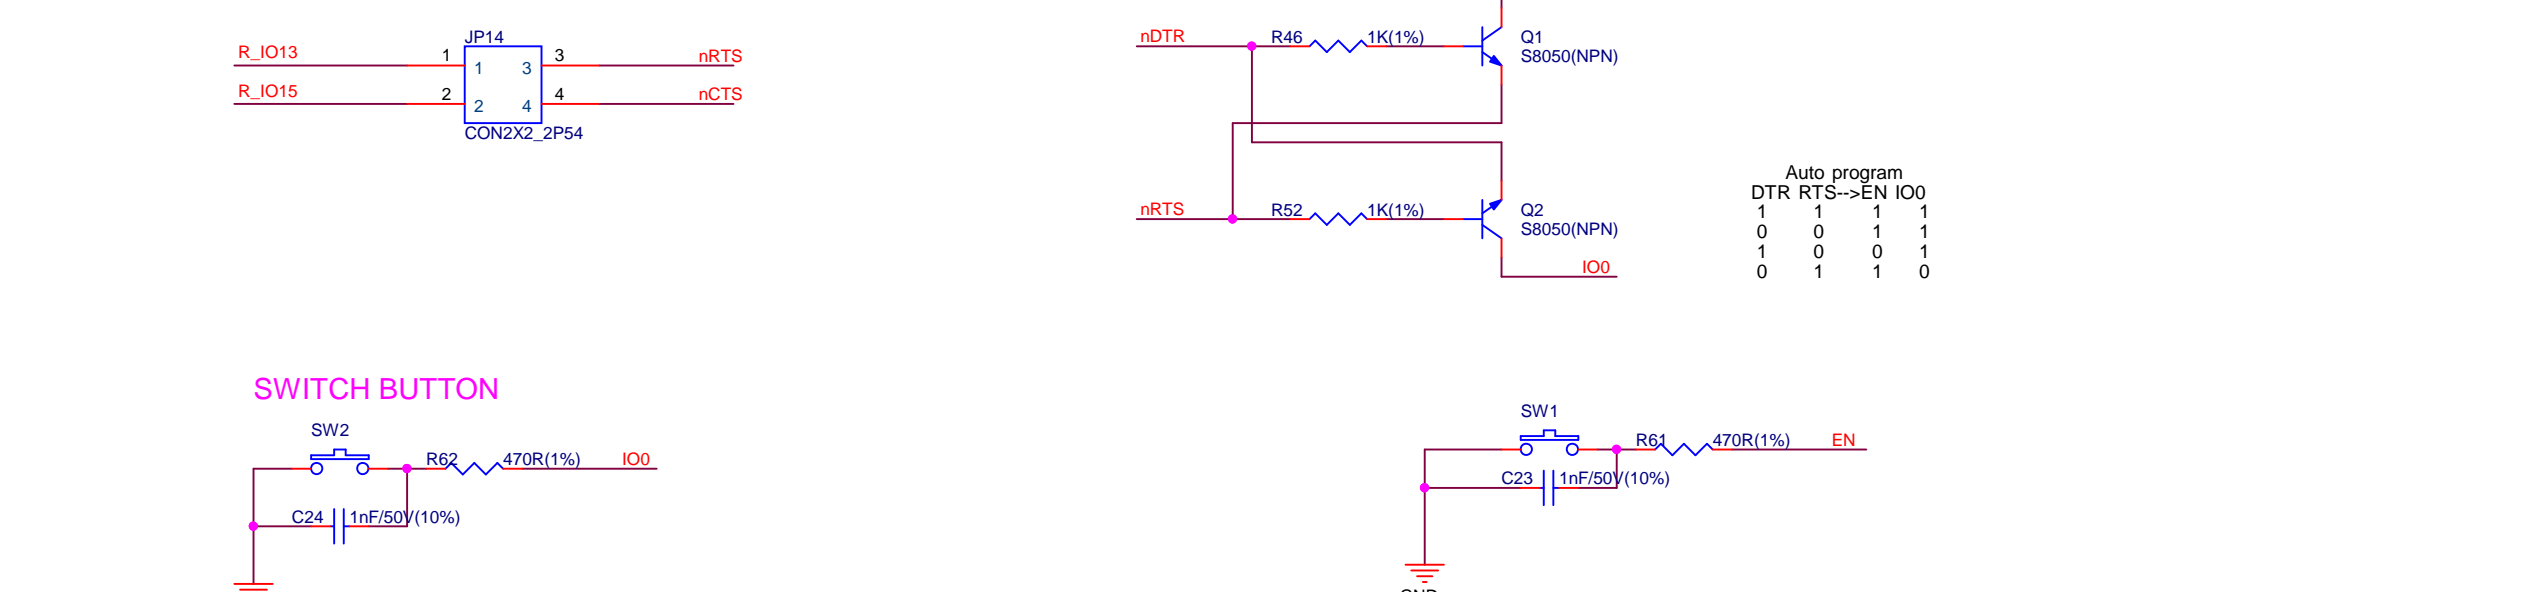 JP14
R_IO13 1 1 3 3 nRTS
R_IO15 2 2 4 4 nCTS
CON2X2_2P54
nDTR R46 1K(1%) Q1
S8050(NPN)
nRTS R52 1K(1%) Q2
S8050(NPN)
IO0
Auto program
DTR RTS-->EN IO0
1 1 1 1
0 0 1 1
1 0 0 1
0 1 1 0
SWITCH BUTTON
SW2
R62 470R(1%) IO0
C24 1nF/50V(10%)
SW1
R61 470R(1%) EN
C23 1nF/50V(10%)
GND